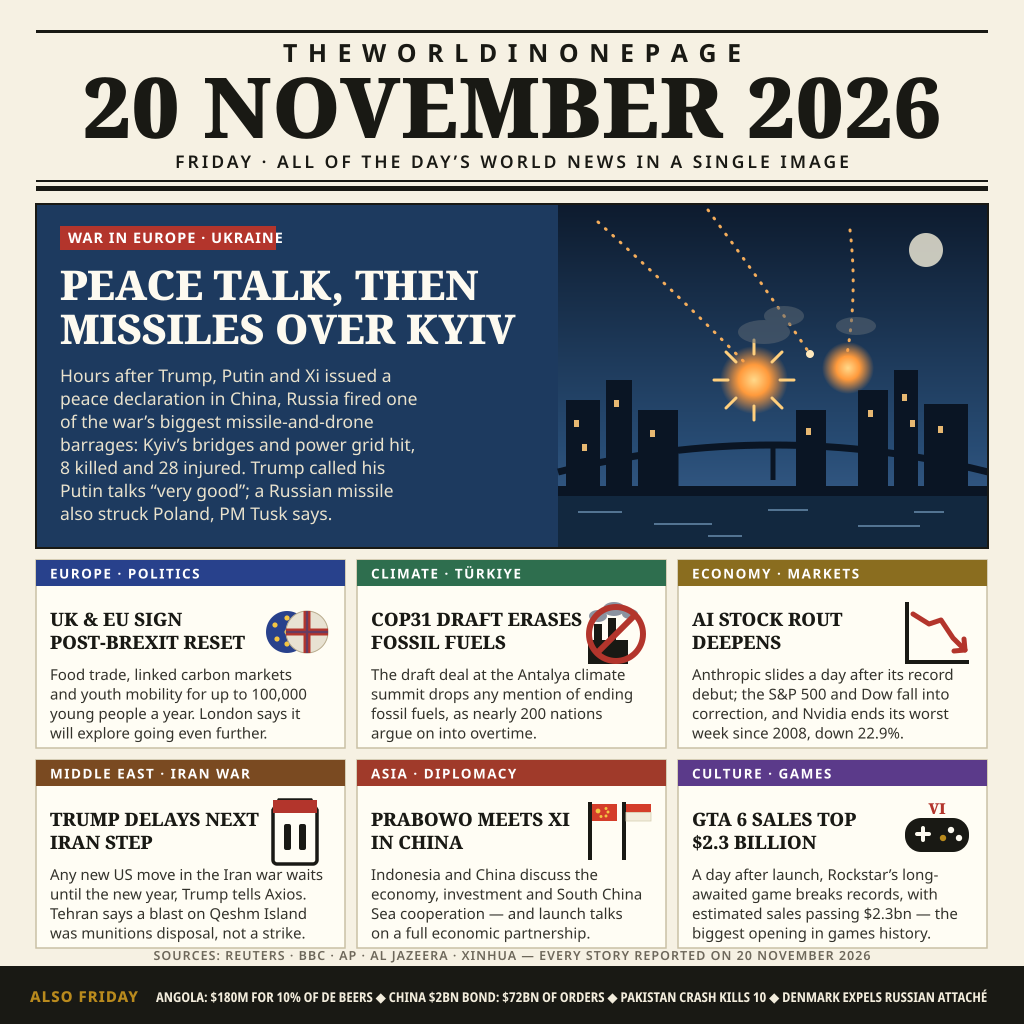 THEWORLDINONEPAGE
20 NOVEMBER 2026
FRIDAY · ALL OF THE DAY’S WORLD NEWS IN A SINGLE IMAGE
WAR IN EUROPE · UKRAINE
PEACE TALK, THEN
MISSILES OVER KYIV
Hours after Trump, Putin and Xi issued a
peace declaration in China, Russia fired one
of the war’s biggest missile-and-drone
barrages: Kyiv’s bridges and power grid hit,
8 killed and 28 injured. Trump called his
Putin talks “very good”; a Russian missile
also struck Poland, PM Tusk says.
EUROPE · POLITICS
UK & EU SIGN
POST-BREXIT RESET
Food trade, linked carbon markets
and youth mobility for up to 100,000
young people a year. London says it
will explore going even further.
CLIMATE · TÜRKIYE
COP31 DRAFT ERASES
FOSSIL FUELS
The draft deal at the Antalya climate
summit drops any mention of ending
fossil fuels, as nearly 200 nations
argue on into overtime.
ECONOMY · MARKETS
AI STOCK ROUT
DEEPENS
Anthropic slides a day after its record
debut; the S&P 500 and Dow fall into
correction, and Nvidia ends its worst
week since 2008, down 22.9%.
MIDDLE EAST · IRAN WAR
TRUMP DELAYS NEXT
IRAN STEP
Any new US move in the Iran war waits
until the new year, Trump tells Axios.
Tehran says a blast on Qeshm Island
was munitions disposal, not a strike.
ASIA · DIPLOMACY
PRABOWO MEETS XI
IN CHINA
Indonesia and China discuss the
economy, investment and South China
Sea cooperation — and launch talks
on a full economic partnership.
CULTURE · GAMES
GTA 6 SALES TOP
$2.3 BILLION
VI
A day after launch, Rockstar’s long-
awaited game breaks records, with
estimated sales passing $2.3bn — the
biggest opening in games history.
SOURCES: REUTERS · BBC · AP · AL JAZEERA · XINHUA — EVERY STORY REPORTED ON 20 NOVEMBER 2026
ALSO FRIDAY ANGOLA: $180M FOR 10% OF DE BEERS ◆ CHINA $2BN BOND: $72BN OF ORDERS ◆ PAKISTAN CRASH KILLS 10 ◆ DENMARK EXPELS RUSSIAN ATTACHÉ